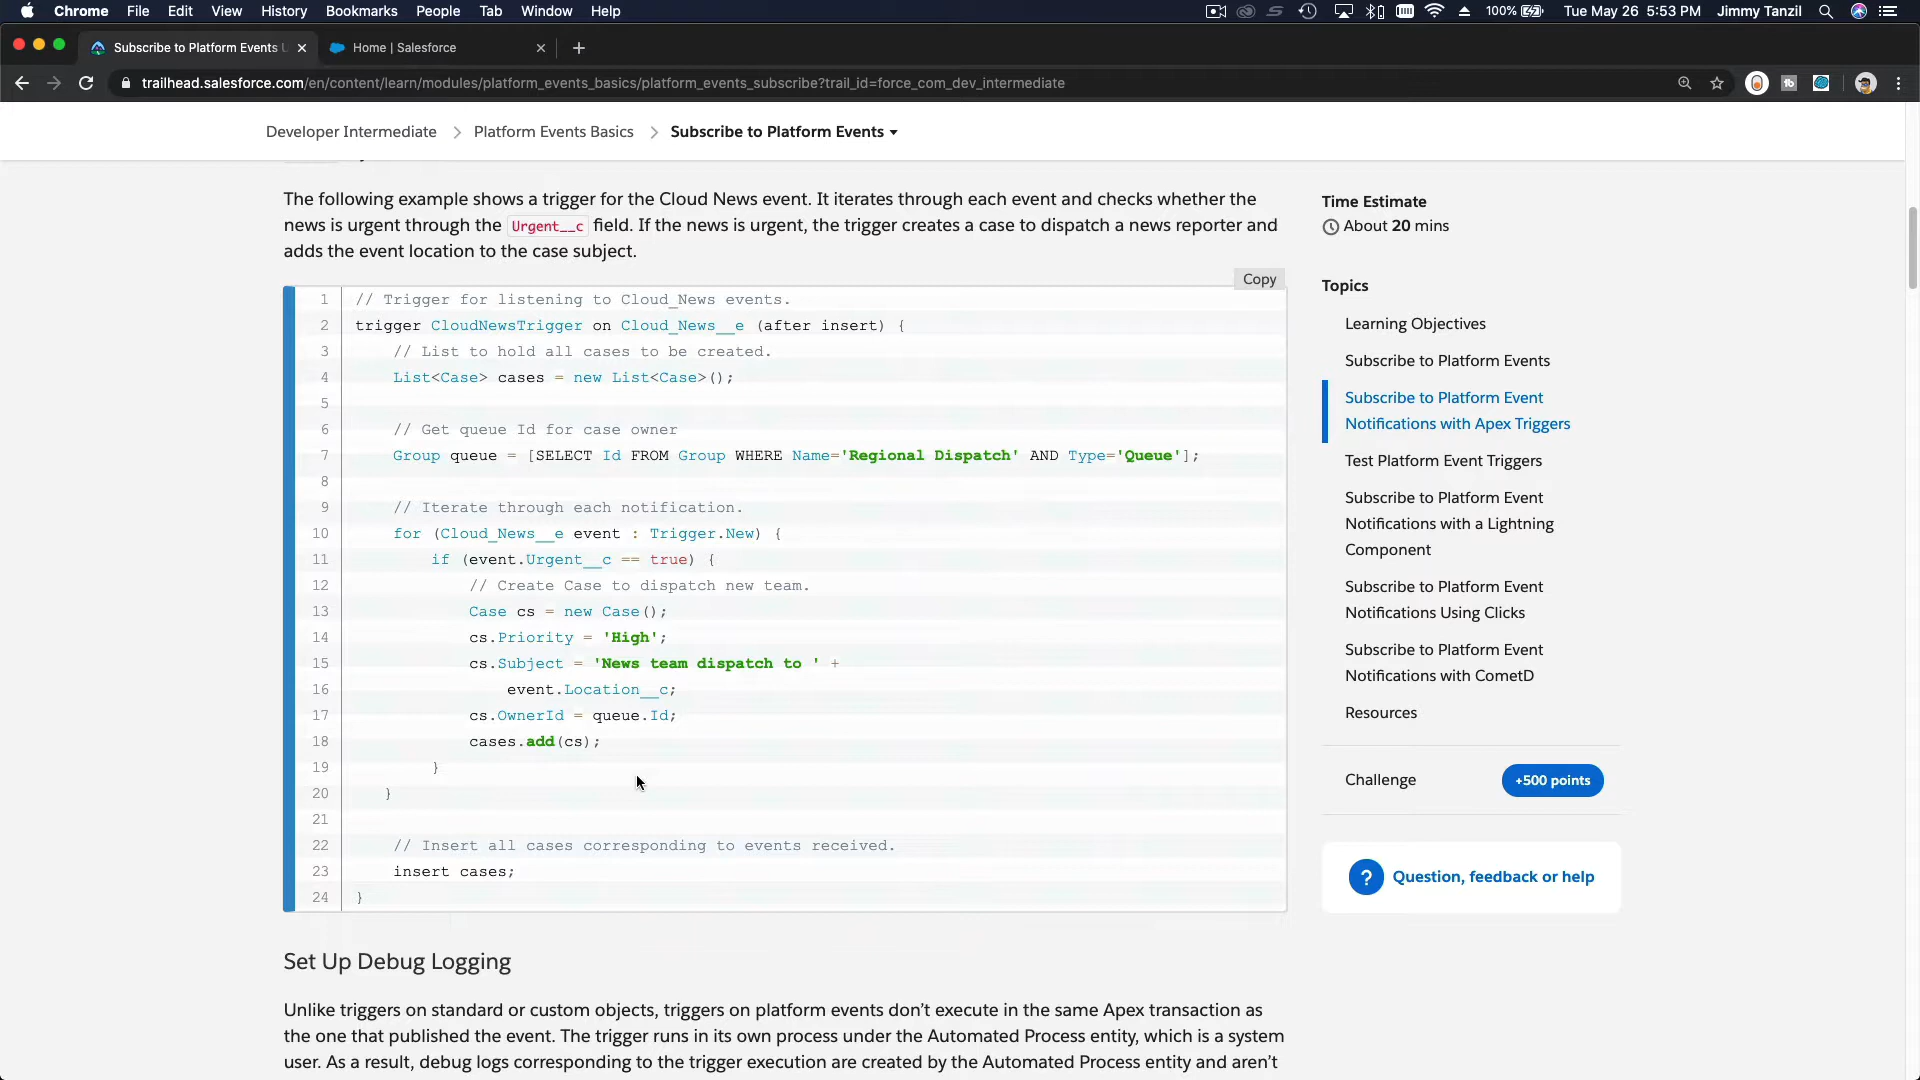 Chrome File Edit View History Bookmarks People Tab Window Help 100% Tue May 26 5:53 PM Jimmy Tanzil
Subscribe to Platform Events U Home | Salesforce
trailhead.salesforce.com/en/content/learn/modules/platform_events_basics/platform_events_subscribe?trail_id=force_com_dev_intermediate
Developer Intermediate > Platform Events Basics > Subscribe to Platform Events
The following example shows a trigger for the Cloud News event. It iterates through each event and checks whether the
news is urgent through the Urgent__c field. If the news is urgent, the trigger creates a case to dispatch a news reporter and
adds the event location to the case subject.
Copy
1 // Trigger for listening to Cloud_News events.
2 trigger CloudNewsTrigger on Cloud_News__e (after insert) {
3 // List to hold all cases to be created.
4 List<Case> cases = new List<Case>();
5
6 // Get queue Id for case owner
7 Group queue = [SELECT Id FROM Group WHERE Name='Regional Dispatch' AND Type='Queue'];
8
9 // Iterate through each notification.
10 for (Cloud_News__e event : Trigger.New) {
11 if (event.Urgent__c == true) {
12 // Create Case to dispatch new team.
13 Case cs = new Case();
14 cs.Priority = 'High';
15 cs.Subject = 'News team dispatch to ' +
16 event.Location__c;
17 cs.OwnerId = queue.Id;
18 cases.add(cs);
19 }
20 }
21
22 // Insert all cases corresponding to events received.
23 insert cases;
24 }
Set Up Debug Logging
Unlike triggers on standard or custom objects, triggers on platform events don't execute in the same Apex transaction as
the one that published the event. The trigger runs in its own process under the Automated Process entity, which is a system
user. As a result, debug logs corresponding to the trigger execution are created by the Automated Process entity and aren't
Time Estimate
About 20 mins
Topics
Learning Objectives
Subscribe to Platform Events
Subscribe to Platform Event
Notifications with Apex Triggers
Test Platform Event Triggers
Subscribe to Platform Event
Notifications with a Lightning
Component
Subscribe to Platform Event
Notifications Using Clicks
Subscribe to Platform Event
Notifications with CometD
Resources
Challenge +500 points
? Question, feedback or help